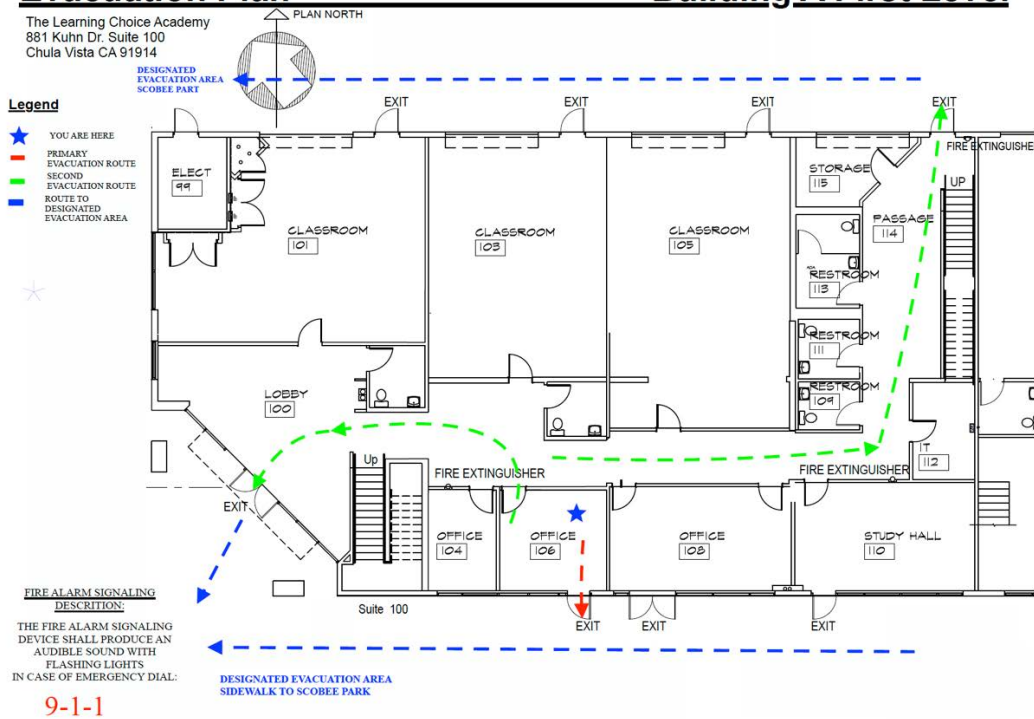 Evacuation Plan
The Learning Choice Academy
881 Kuhn Dr. Suite 100
Chula Vista CA 91914
PLAN NORTH
DESIGNATED
EVACUATION AREA
SCOBEE PART
Legend
YOU ARE HERE
PRIMARY
EVACUATION ROUTE
SECOND
EVACUATION ROUTE
ROUTE TO
DESIGNATED
EVACUATION AREA
EXIT
EXIT
EXIT
EXIT
FIRE EXTINGUISHE
ELECT
99
STORAGE
115
UP
CLASSROOM
101
CLASSROOM
103
CLASSROOM
105
PASSAGE
114
RESTROOM
113
RESTROOM
111
RESTROOM
109
LOBBY
100
IT
112
Up
FIRE EXTINGUISHER
FIRE EXTINGUISHER
EXIT
OFFICE
104
OFFICE
106
OFFICE
108
STUDY HALL
110
Suite 100
EXIT
EXIT
EXIT
FIRE ALARM SIGNALING
DESCRITION:
THE FIRE ALARM SIGNALING
DEVICE SHALL PRODUCE AN
AUDIBLE SOUND WITH
FLASHING LIGHTS
IN CASE OF EMERGENCY DIAL:
9-1-1
DESIGNATED EVACUATION AREA
SIDEWALK TO SCOBEE PARK